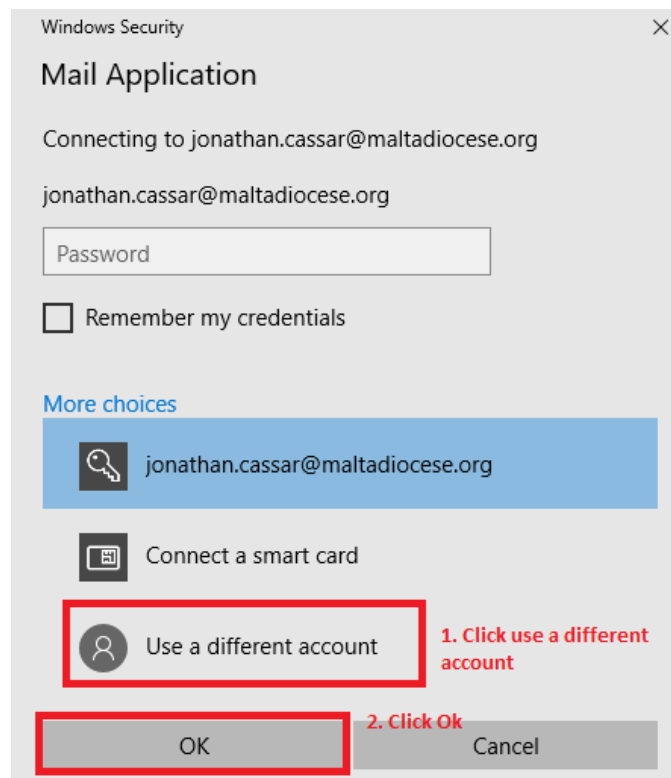 Windows Security
Mail Application
Connecting to jonathan.cassar@maltadiocese.org
jonathan.cassar@maltadiocese.org
Password
Remember my credentials
More choices
jonathan.cassar@maltadiocese.org
Connect a smart card
Use a different account
1. Click use a different
account
2. Click Ok
OK
Cancel